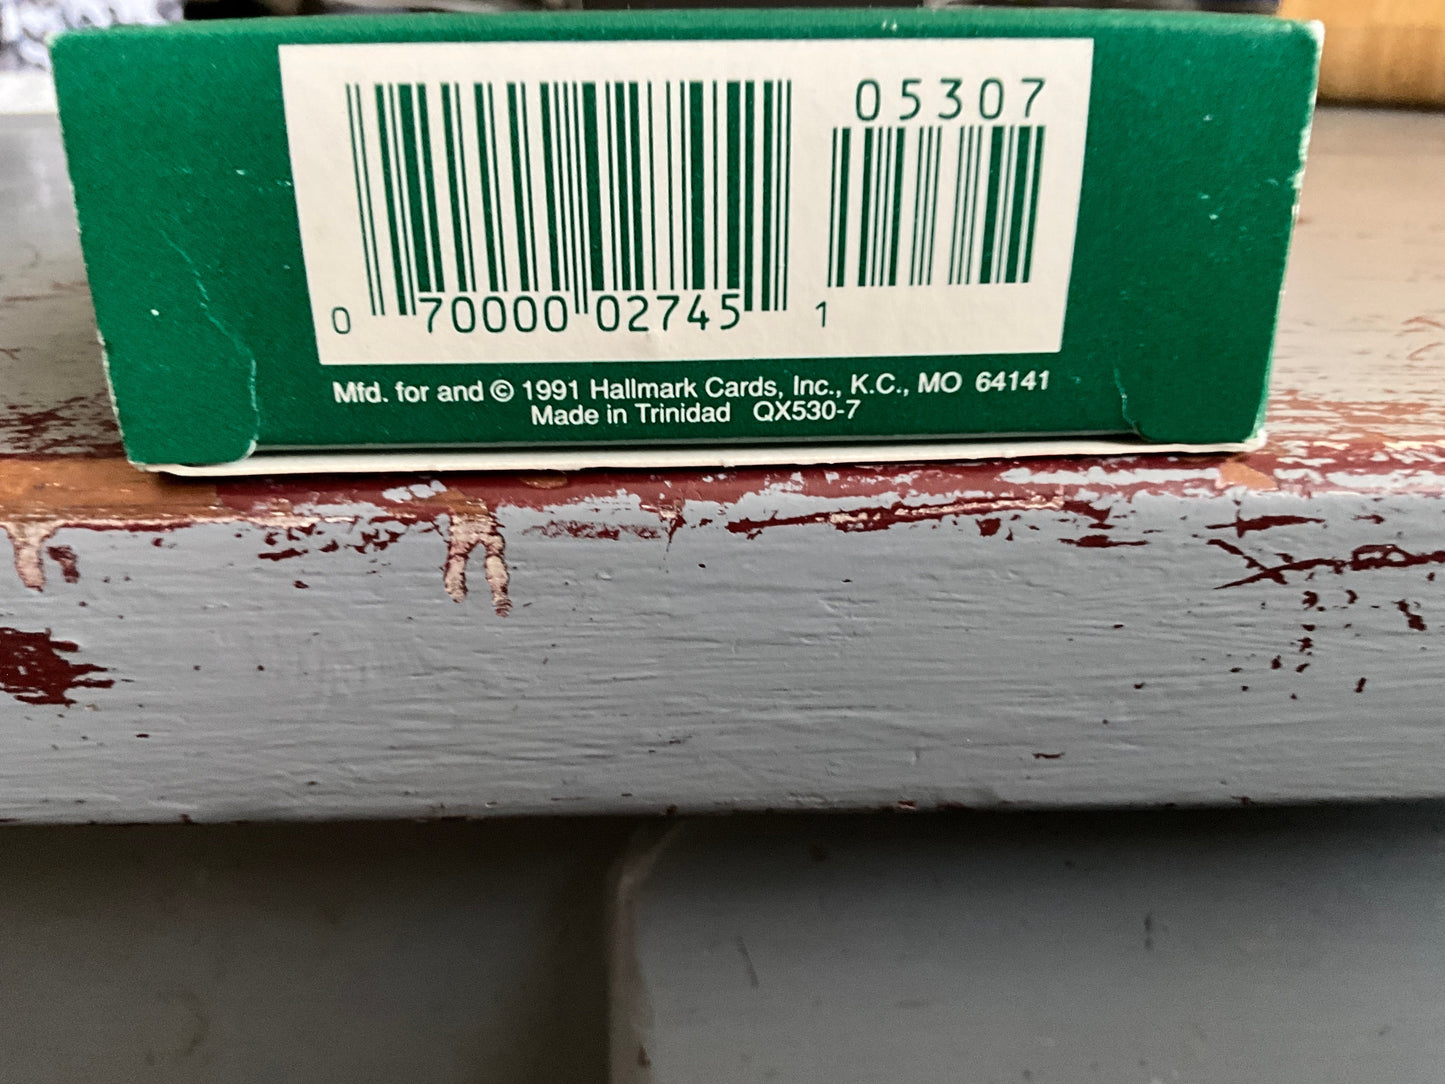 05307
0 70000 02745 1
Mfd. for and © 1991 Hallmark Cards, Inc., K.C., MO 64141
Made in Trinidad QX530-7